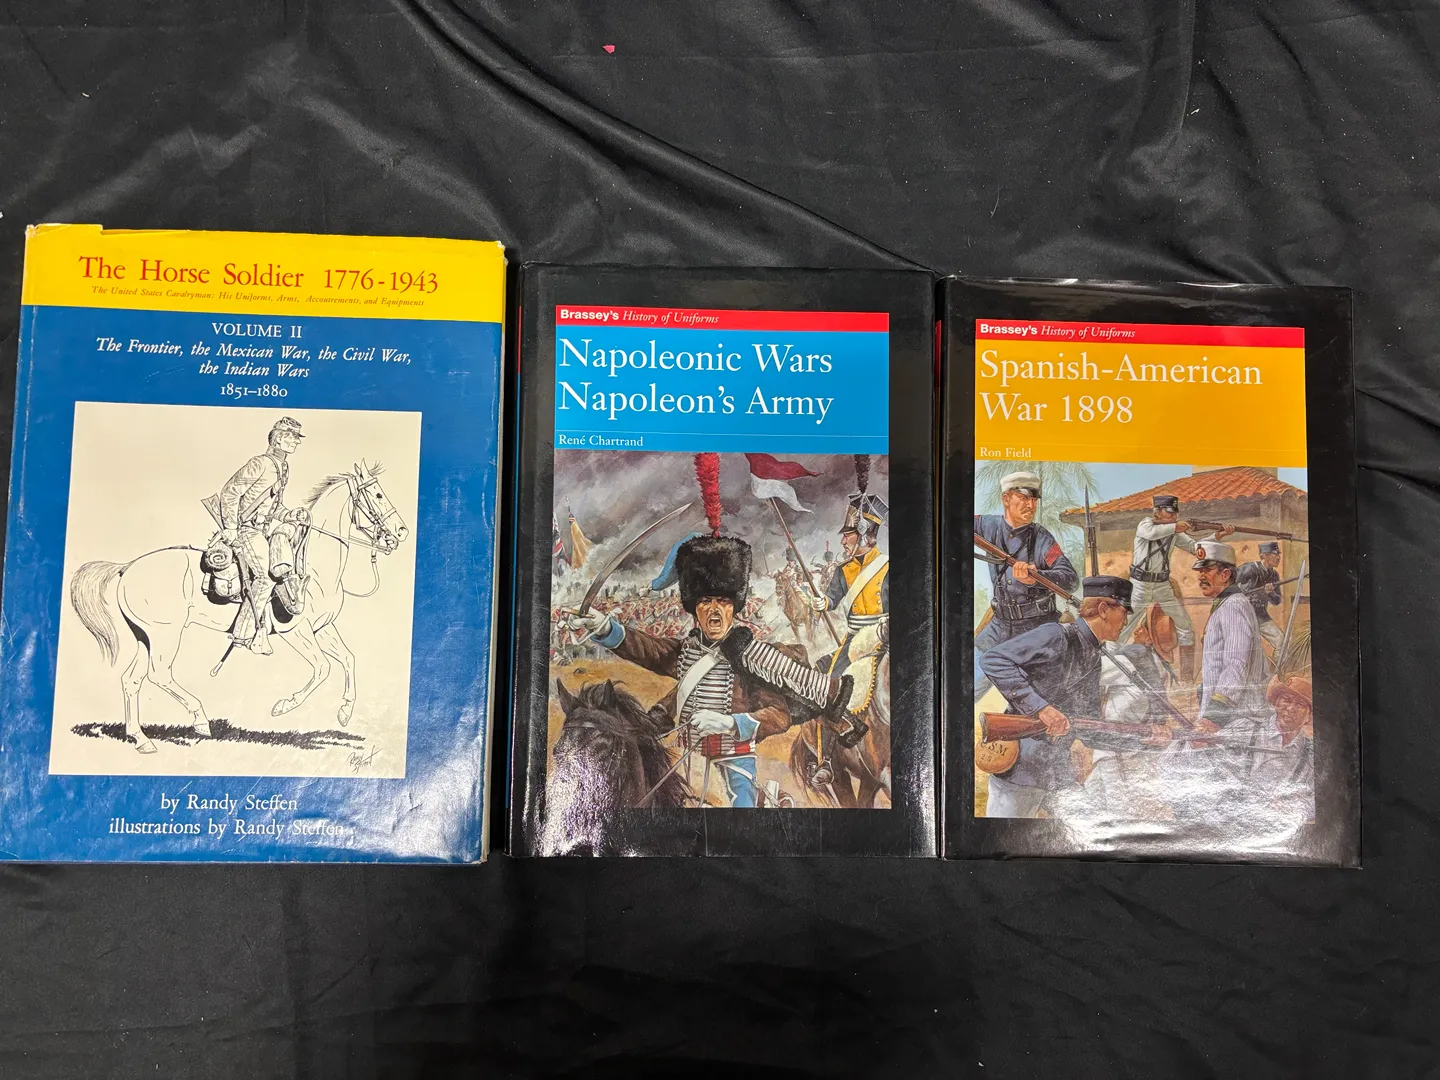 The Horse Soldier 1776-1943
The United States Cavalryman: His Uniforms, Arms, Accoutrements, and Equipments
VOLUME II
The Frontier, the Mexican War, the Civil War,
the Indian Wars
1851–1880
by Randy Steffen
illustrations by Randy Steffen
Brassey's History of Uniforms
Napoleonic Wars
Napoleon's Army
René Chartrand
Brassey's History of Uniforms
Spanish-American
War 1898
Ron Field